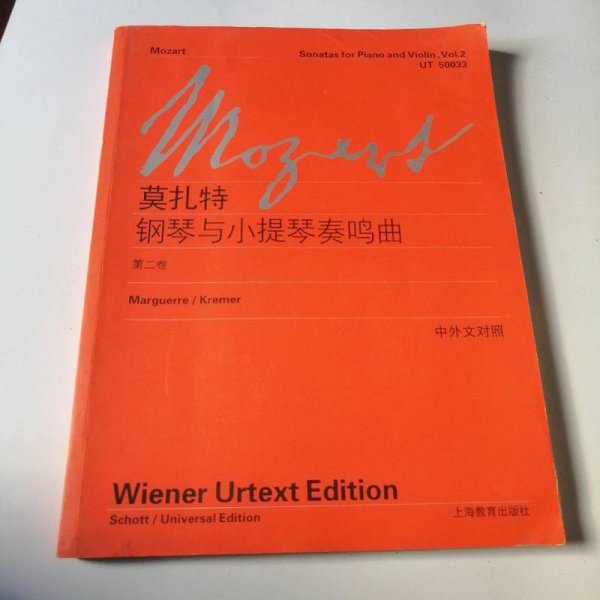 Mozart
Sonatas for Piano and Violin, Vol.2
UT 50033
Mozart
莫扎特
钢琴与小提琴奏鸣曲
第二卷
Marguerre / Kremer
中外文对照
Wiener Urtext Edition
Schott / Universal Edition
上海教育出版社